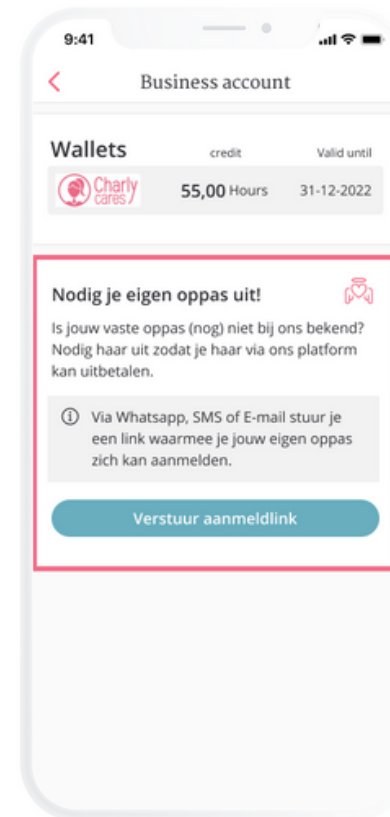 9:41
Business account
Wallets credit Valid until
Charly cares 55,00 Hours 31-12-2022
Nodig je eigen oppas uit!
Is jouw vaste oppas (nog) niet bij ons bekend?
Nodig haar uit zodat je haar via ons platform
kan uitbetalen.
Via Whatsapp, SMS of E-mail stuur je
een link waarmee je jouw eigen oppas
zich kan aanmelden.
Verstuur aanmeldlink